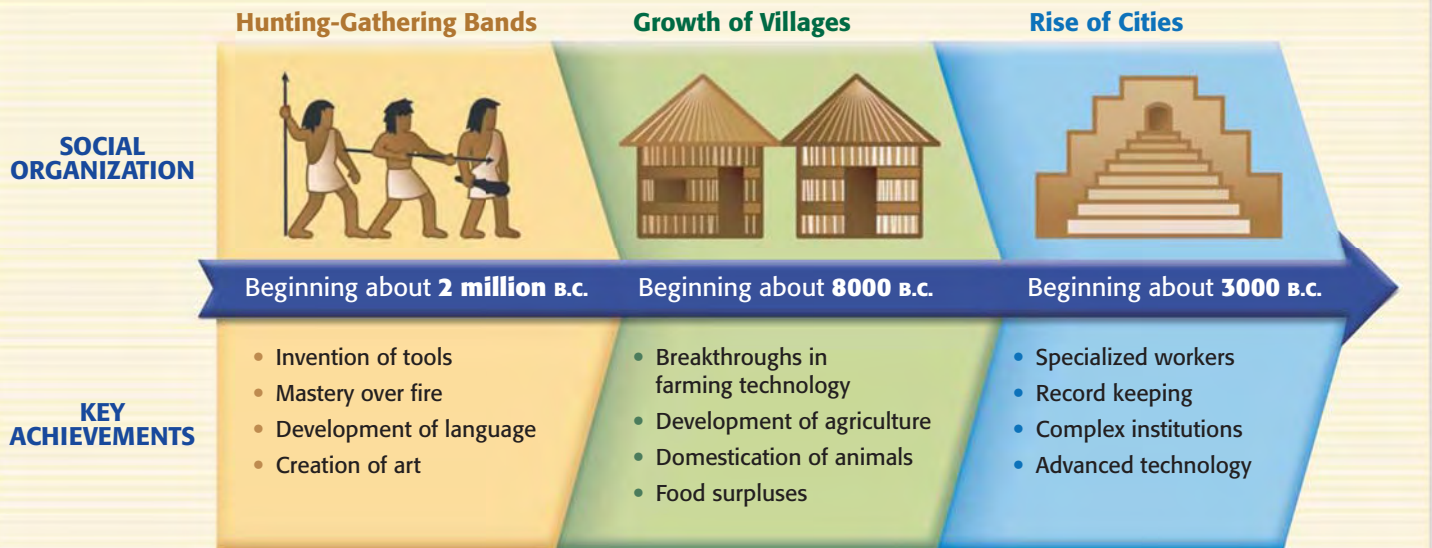 Hunting-Gathering Bands
Growth of Villages
Rise of Cities
SOCIAL
ORGANIZATION
Beginning about 2 million B.C.
Beginning about 8000 B.C.
Beginning about 3000 B.C.
KEY
ACHIEVEMENTS
• Invention of tools
• Mastery over fire
• Development of language
• Creation of art
• Breakthroughs in
farming technology
• Development of agriculture
• Domestication of animals
• Food surpluses
• Specialized workers
• Record keeping
• Complex institutions
• Advanced technology